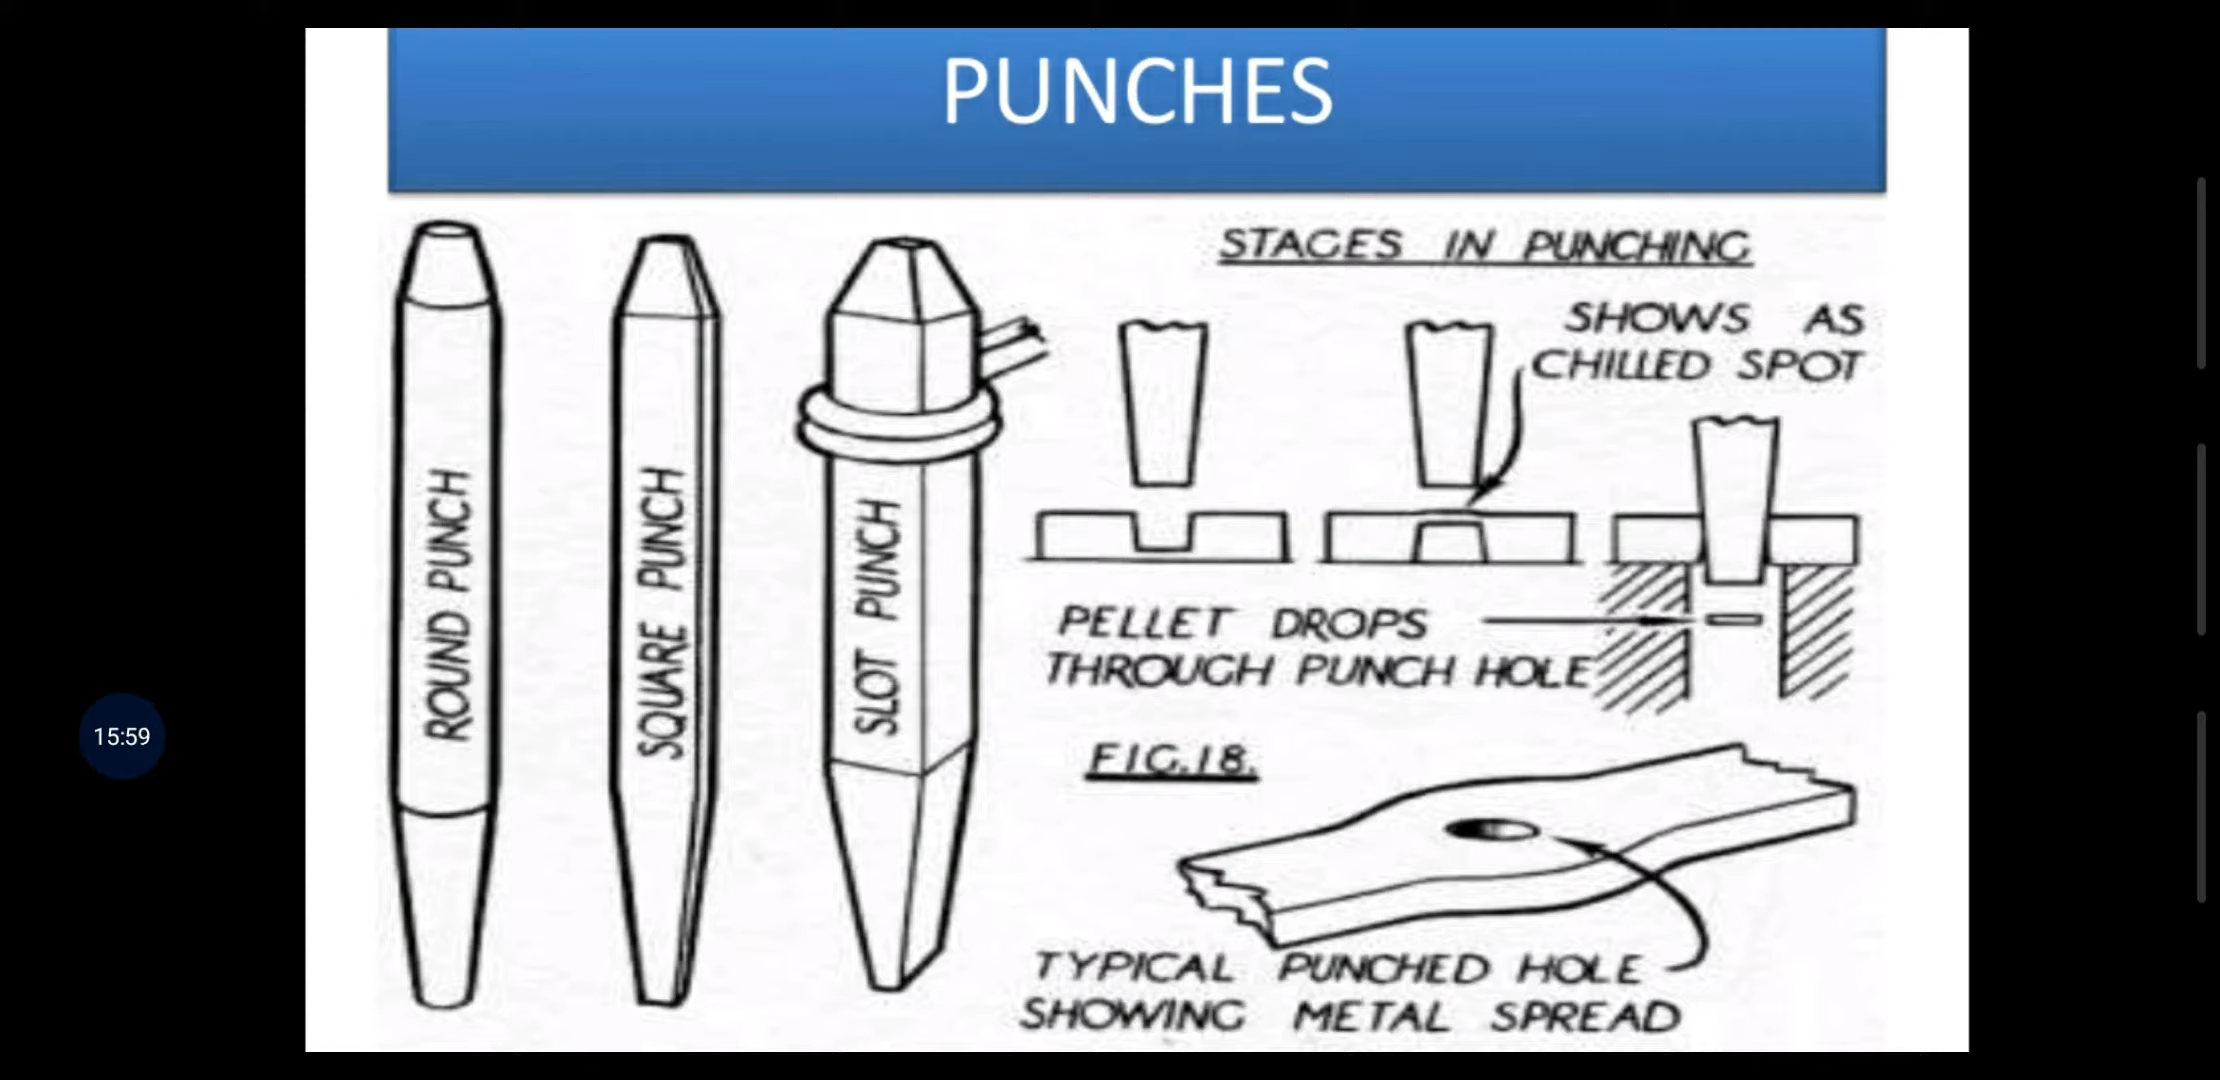 PUNCHES
ROUND PUNCH
SQUARE PUNCH
SLOT PUNCH
STAGES IN PUNCHING
SHOWS AS
CHILLED SPOT
PELLET DROPS
THROUGH PUNCH HOLE
FIG.18.
TYPICAL PUNCHED HOLE
SHOWING METAL SPREAD
15:59